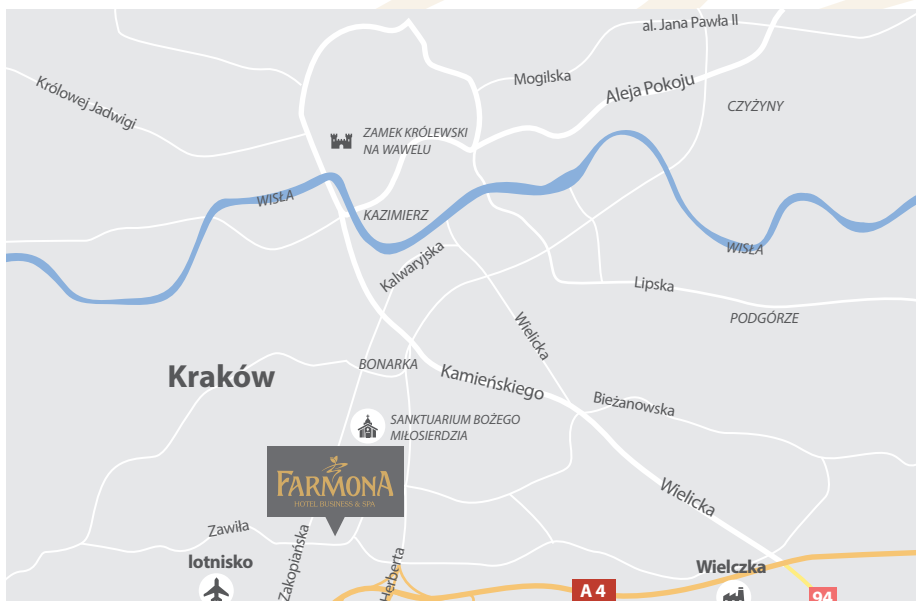 al. Jana Pawła II
Mogilska
Królowej Jadwigi
Aleja Pokoju
CZYŻYNY
ZAMEK KRÓLEWSKI
NA WAWELU
WISŁA
KAZIMIERZ
WISŁA
Kalwaryjska
Lipska
PODGÓRZE
Wielicka
BONARKA
Kraków
Kamieńskiego
Bieżanowska
SANKTUARIUM BOŻEGO
MIŁOSIERDZIA
FARMONA
HOTEL BUSINESS & SPA
Wielicka
Zawiła
Zakopiańska
Herberta
lotnisko
Wielczka
A 4
94